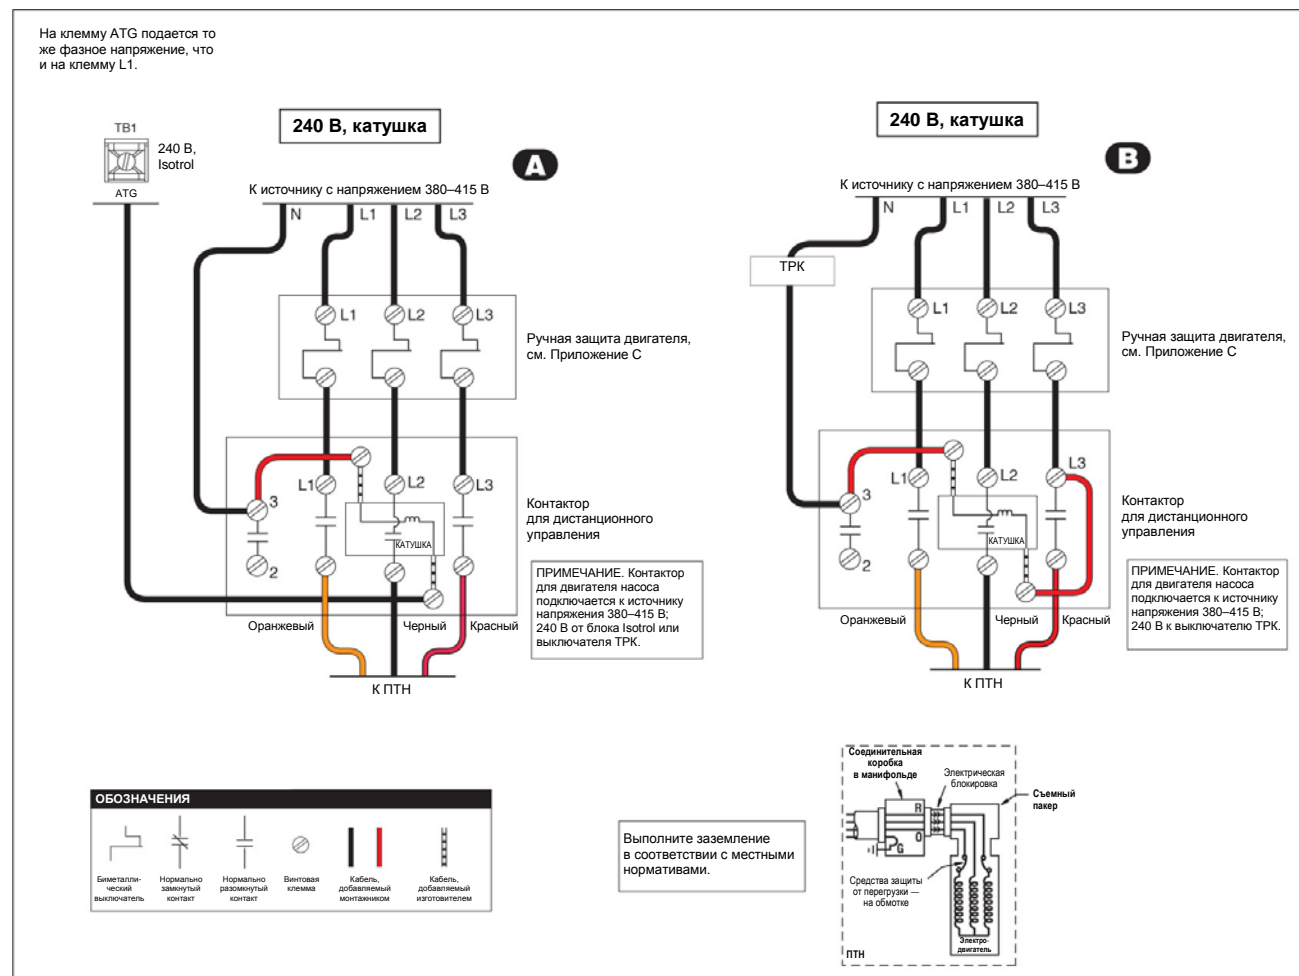 На клемму ATG подается то
же фазное напряжение, что
и на клемму L1.
240 В, катушка
TB1
240 В,
Isotrol
ATG
A
К источнику с напряжением 380–415 В
N L1 L2 L3
L1 L2 L3
Ручная защита двигателя,
см. Приложение С
L1 L2 L3
3
КАТУШКА
2
Контактор
для дистанционного
управления
ПРИМЕЧАНИЕ. Контактор
для двигателя насоса
подключается к источнику
напряжения 380–415 В;
240 В от блока Isotrol или
выключателя ТРК.
Оранжевый Черный Красный
К ПТН
240 В, катушка
B
К источнику с напряжением 380–415 В
N L1 L2 L3
ТРК
L1 L2 L3
Ручная защита двигателя,
см. Приложение С
L1 L2 L3
3
КАТУШКА
2
Контактор
для дистанционного
управления
ПРИМЕЧАНИЕ. Контактор
для двигателя насоса
подключается к источнику
напряжения 380–415 В;
240 В к выключателю ТРК.
Оранжевый Черный Красный
К ПТН
ОБОЗНАЧЕНИЯ
Биметалли-
ческий
выключатель
Нормально
замкнутый
контакт
Нормально
разомкнутый
контакт
Винтовая
клемма
Кабель,
добавляемый
монтажником
Кабель,
добавляемый
изготовителем
Выполните заземление
в соответствии с местными
нормативами.
Соединительная
коробка
в манифольде
Электрическая
блокировка
Съемный
пакер
R
O
G
Средства защиты
от перегрузки —
на обмотке
Электро-
двигатель
ПТН